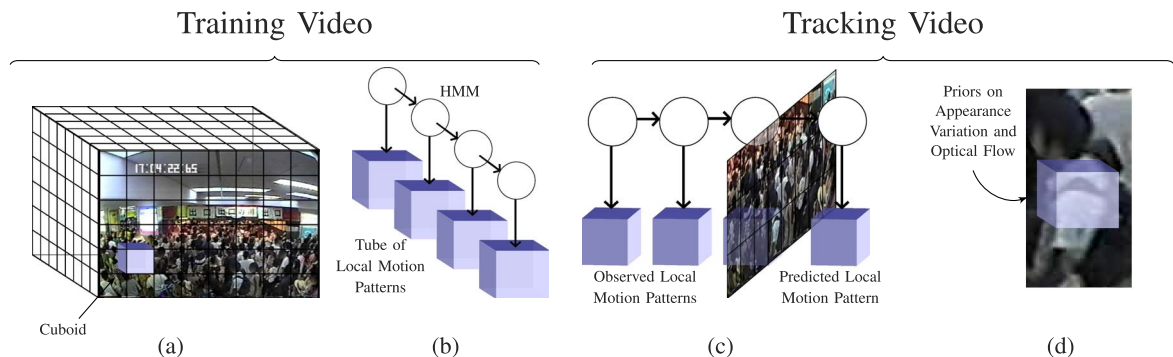 Training Video
Tracking Video
HMM
17:04:22.65
Tube of
Local Motion
Patterns
Cuboid
Observed Local
Motion Patterns
Predicted Local
Motion Pattern
Priors on
Appearance
Variation and
Optical Flow
(a)
(b)
(c)
(d)